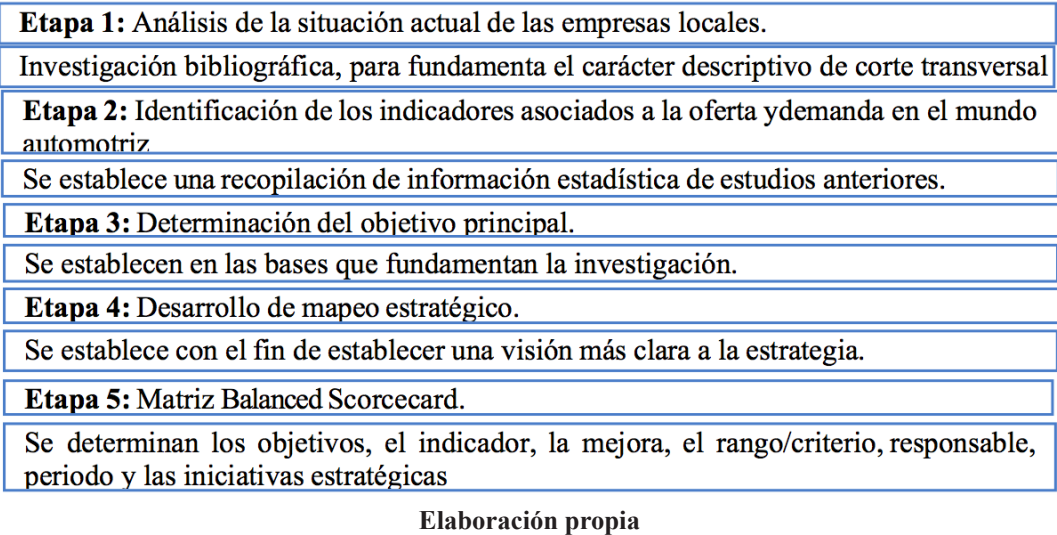 Etapa 1: Análisis de la situación actual de las empresas locales.
Investigación bibliográfica, para fundamenta el carácter descriptivo de corte transversal
Etapa 2: Identificación de los indicadores asociados a la oferta ydemanda en el mundo
automotriz
Se establece una recopilación de información estadística de estudios anteriores.
Etapa 3: Determinación del objetivo principal.
Se establecen en las bases que fundamentan la investigación.
Etapa 4: Desarrollo de mapeo estratégico.
Se establece con el fin de establecer una visión más clara a la estrategia.
Etapa 5: Matriz Balanced Scorcecard.
Se determinan los objetivos, el indicador, la mejora, el rango/criterio, responsable,
periodo y las iniciativas estratégicas
Elaboración propia